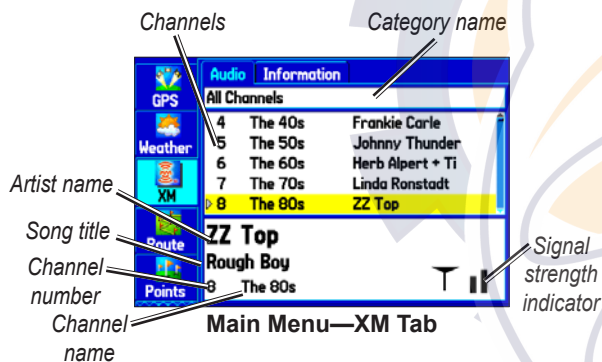 Channels
Category name
Audio Information
GPS
All Channels
4 The 40s Frankie Carle
Weather
5 The 50s Johnny Thunder
6 The 60s Herb Alpert + Ti
XM
7 The 70s Linda Ronstadt
8 The 80s ZZ Top
Artist name
Route
ZZ Top
Song title
Rough Boy
Points
8 The 80s
Channel number
Channel name
Signal strength indicator
Main Menu—XM Tab